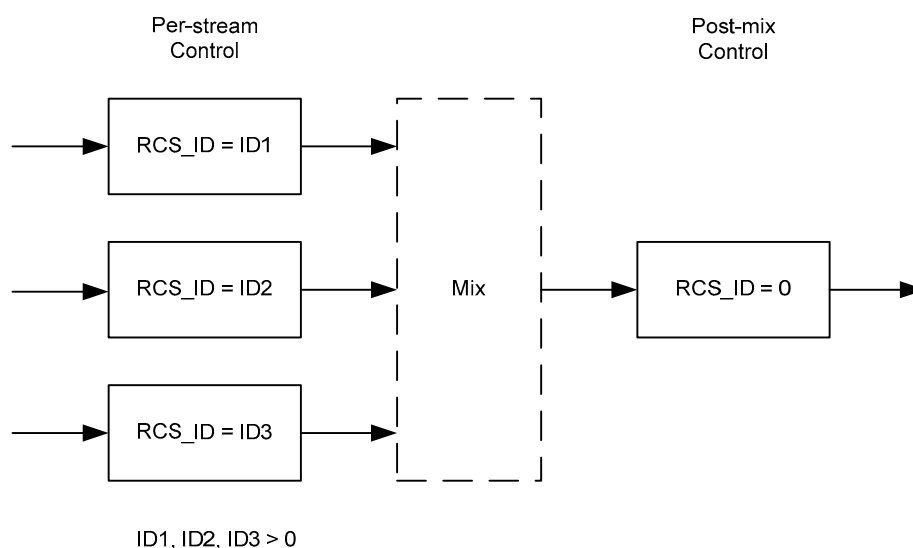 Per-stream
Control
Post-mix
Control
RCS_ID = ID1
RCS_ID = ID2
Mix
RCS_ID = 0
RCS_ID = ID3
ID1, ID2, ID3 > 0